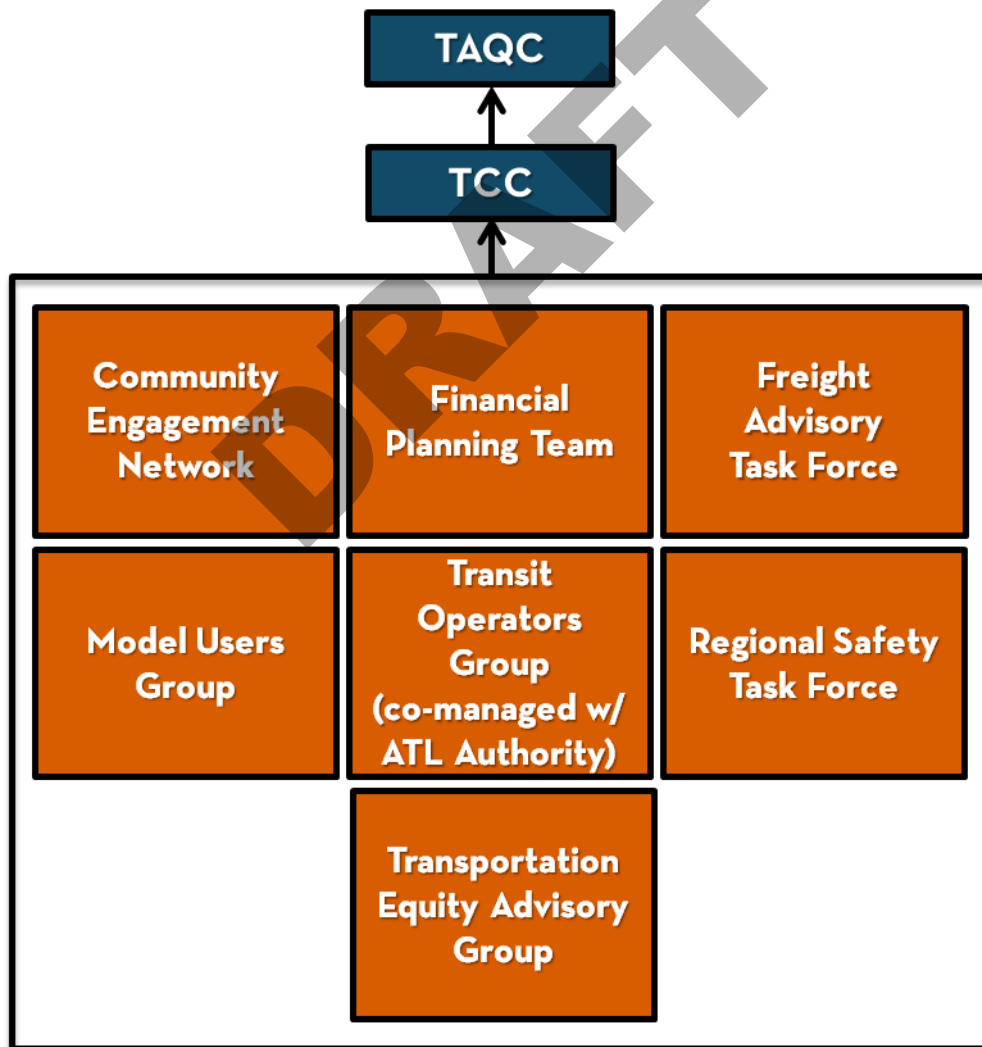 TAQC
TCC
Community
Engagement
Network
Financial
Planning Team
Freight
Advisory
Task Force
Model Users
Group
Transit
Operators
Group
(co-managed w/
ATL Authority)
Regional Safety
Task Force
Transportation
Equity Advisory
Group
DRAFT